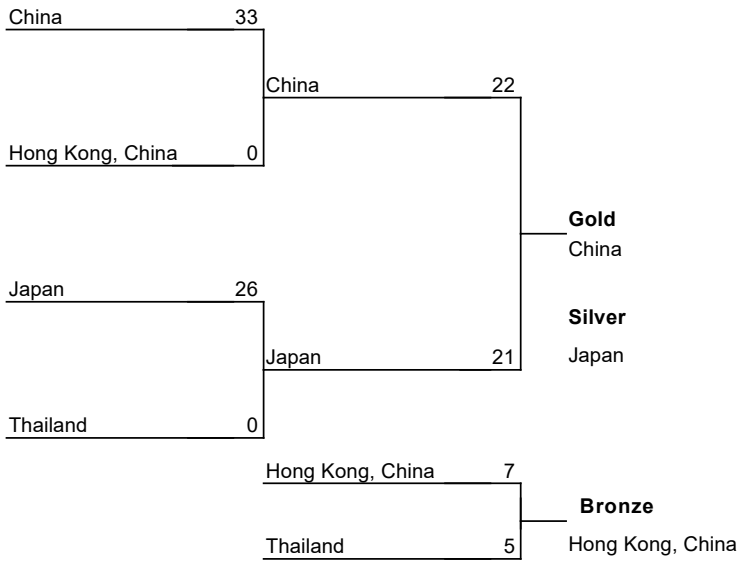 China 33
China 22
Hong Kong, China 0
Gold
China
Japan 26
Silver
Japan 21
Japan
Thailand 0
Hong Kong, China 7
Bronze
Thailand 5
Hong Kong, China